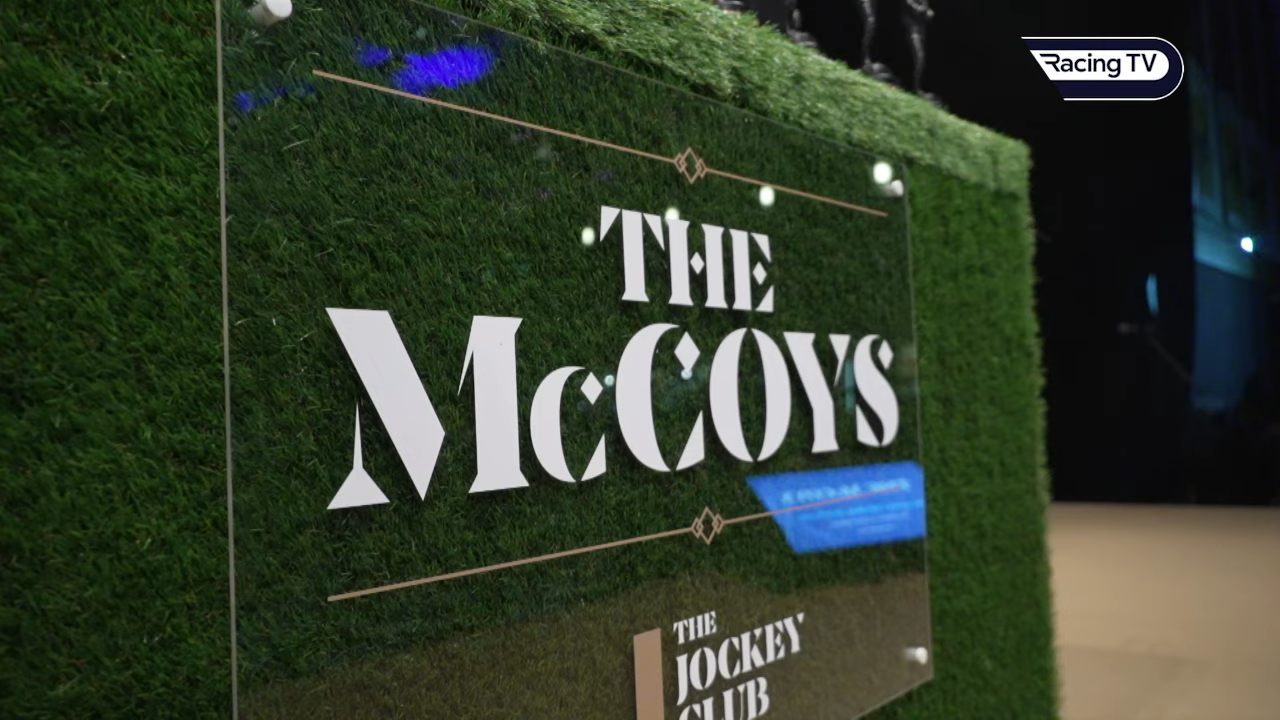 Racing TV
THE
McCOYS
THE
JOCKEY
CLUB